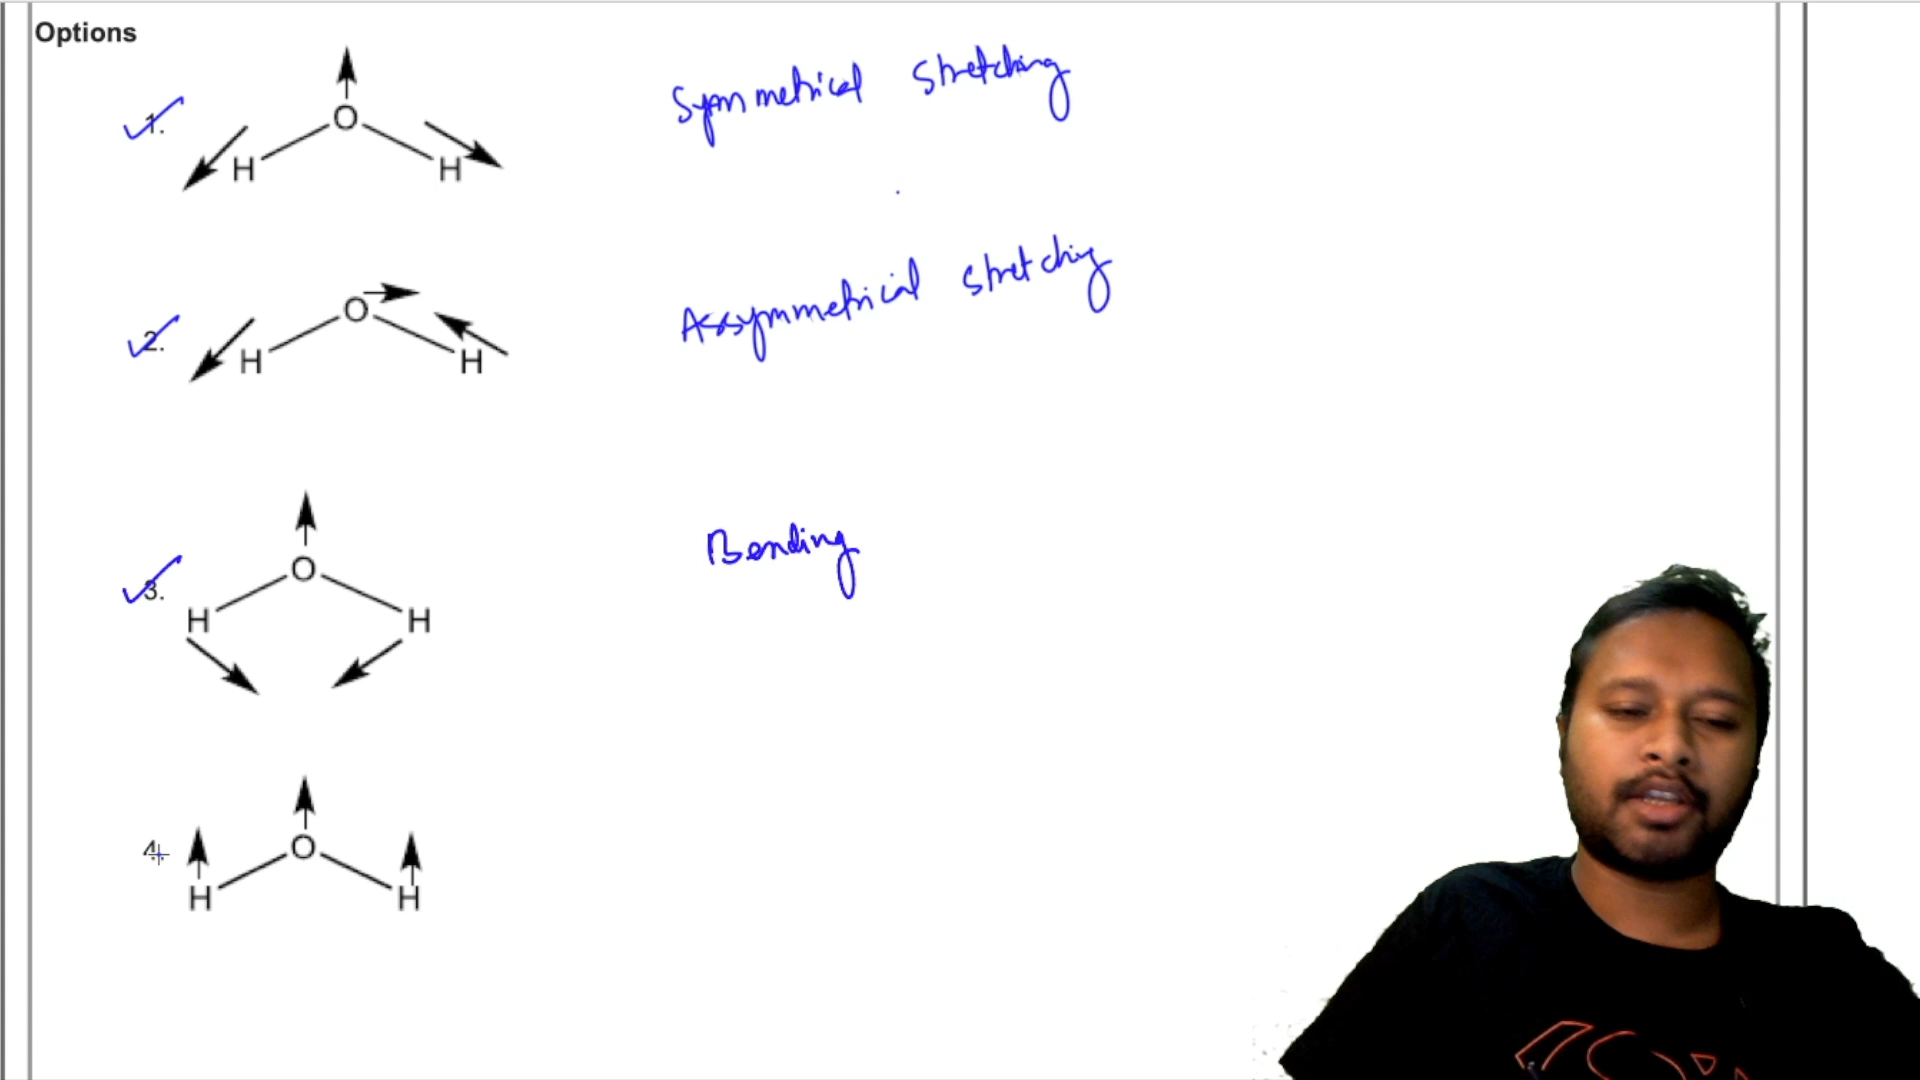 Options
1.
O
H H
Symmetrical Stretching
2.
O
H H
Assymmetrical stretching
3.
O
H H
Bending
4.
O
H H